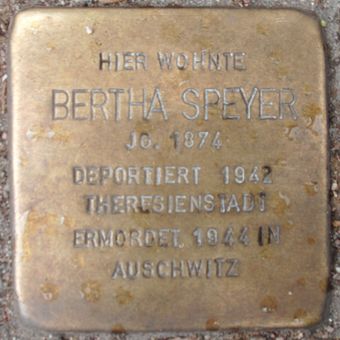 HIER WOHNTE
BERTHA SPEYER
JG. 1874
DEPORTIERT 1942
THERESIENSTADT
ERMORDET 1944 IN
AUSCHWITZ